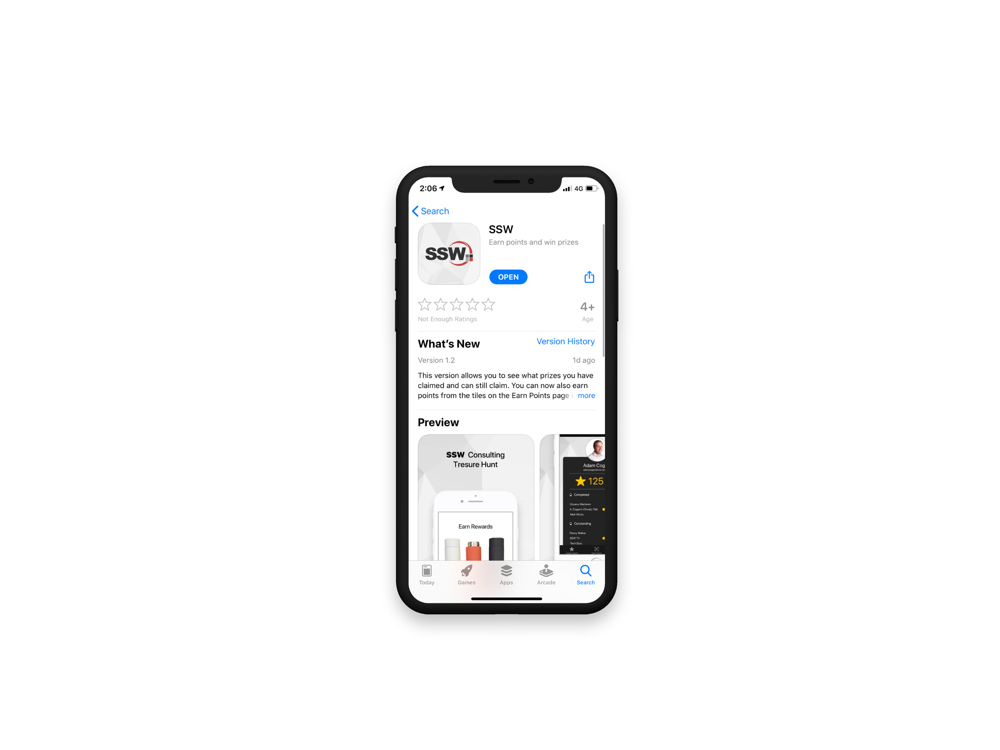 2:06
4G
Search
SSW
SSW
Earn points and win prizes
OPEN
Not Enough Ratings
4+
Age
What's New
Version History
Version 1.2
1d ago
This version allows you to see what prizes you have
claimed and can still claim. You can now also earn
points from the tiles on the Earn Points page i
more
Preview
SSW Consulting
Tresure Hunt
Earn Rewards
Adam Cog
adamcogan@ssw.co
125
Completed
Ulysess Maclaren
A. Cogan's Chinafy Talk
Matt Wicks
Outstanding
Penny Walker
SSW TV
Tech Quiz
Today
Games
Apps
Arcade
Search